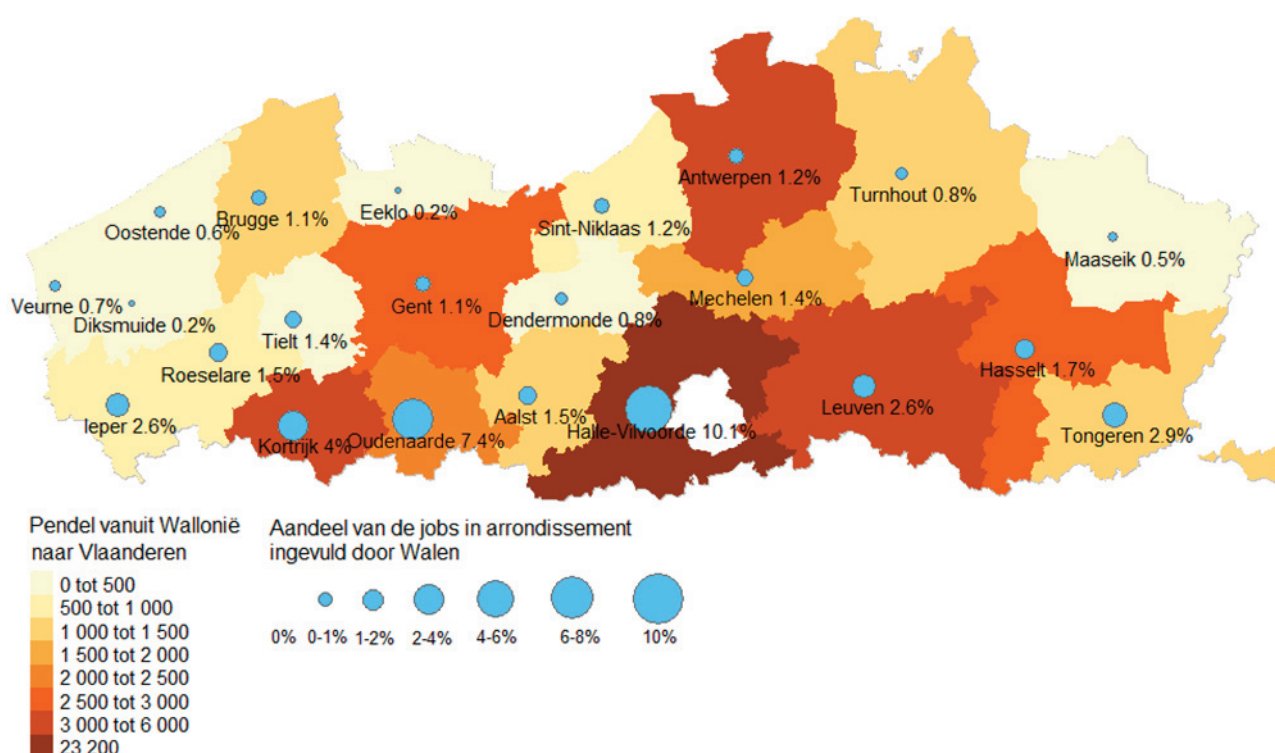 Antwerpen 1.2%
Turnhout 0.8%
Eeklo 0.2%
Brugge 1.1%
Sint-Niklaas 1.2%
Oostende 0.6%
Maaseik 0.5%
Veurne 0.7%
Gent 1.1%
Mechelen 1.4%
Diksmuide 0.2%
Dendermonde 0.8%
Tielt 1.4%
Roeselare 1.5%
Hasselt 1.7%
Ieper 2.6%
Aalst 1.5%
Leuven 2.6%
Kortrijk 4%
Oudenaarde 7.4%
Halle-Vilvoorde 10.1%
Tongeren 2.9%
Pendel vanuit Wallonië
naar Vlaanderen
0 tot 500
500 tot 1 000
1 000 tot 1 500
1 500 tot 2 000
2 000 tot 2 500
2 500 tot 3 000
3 000 tot 6 000
23 200
Aandeel van de jobs in arrondissement
ingevuld door Walen
0% 0-1% 1-2% 2-4% 4-6% 6-8% 10%